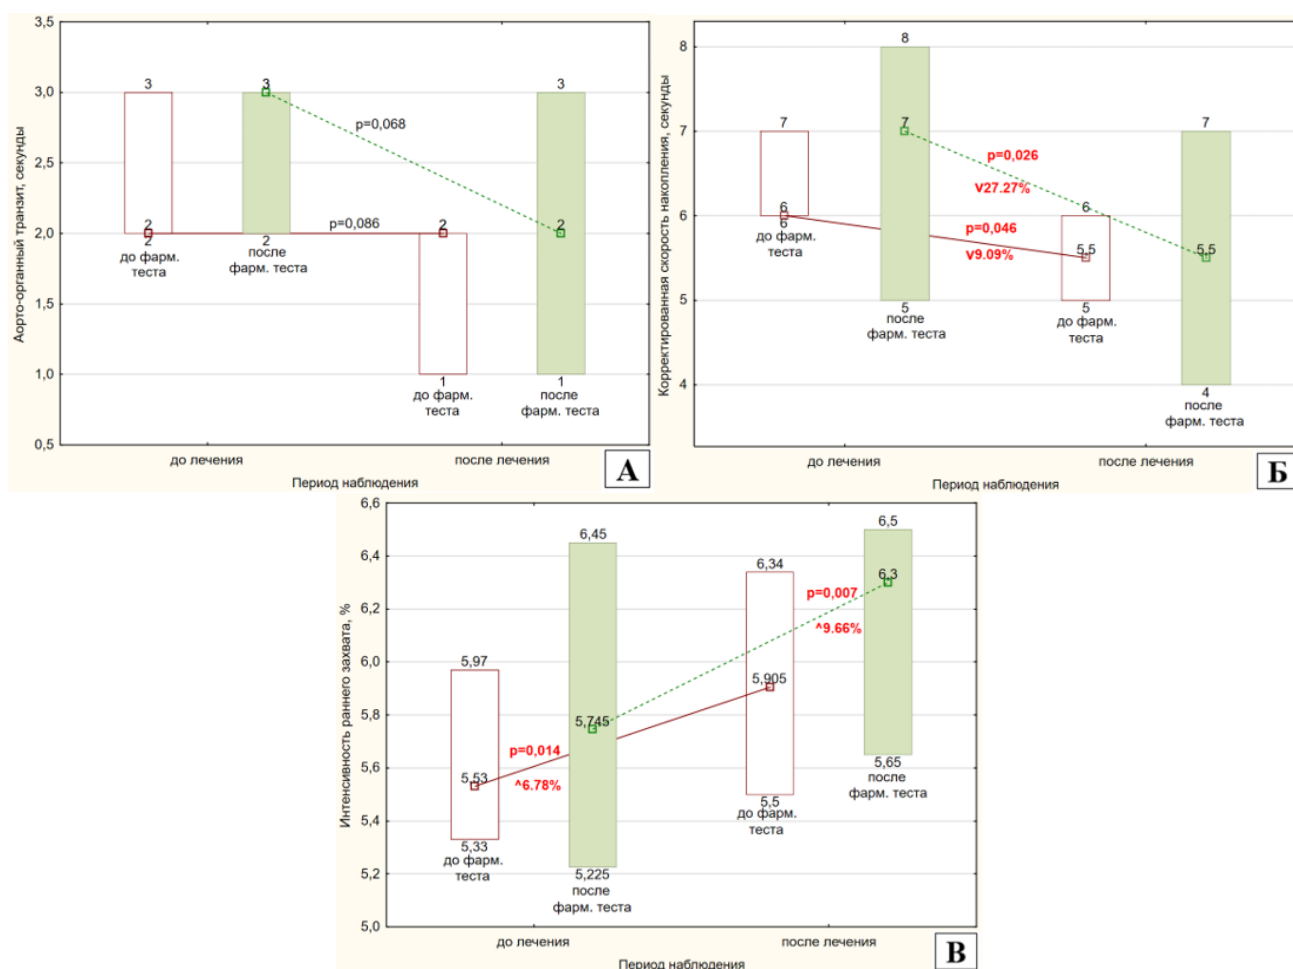 Аорто-органный транзит, секунды
3,5
3,0
2,5
2,0
1,5
1,0
0,5
3
3
3
p=0,068
2
2
p=0,086
2
2
2
до фарм.
теста
после
фарм. теста
1
до фарм.
теста
1
после
фарм. теста
до лечения
после лечения
Период наблюдения
А
Корректированная скорость накопления, секунды
8
7
6
5
4
8
7
7
7
p=0,026
v27.27%
6
6
до фарм.
теста
p=0,046
v9.09%
6
5,5
5,5
5
после
фарм. теста
5
до фарм.
теста
4
после
фарм. теста
до лечения
после лечения
Период наблюдения
Б
Интенсивность раннего захвата, %
6,6
6,4
6,2
6,0
5,8
5,6
5,4
5,2
5,0
6,45
6,5
6,34
6,3
p=0,007
^9.66%
5,97
5,905
5,745
p=0,014
5,53
^6.78%
5,65
после
фарм. теста
5,5
до фарм.
теста
5,33
до фарм.
теста
5,225
после
фарм. теста
до лечения
после лечения
Период наблюдения
В